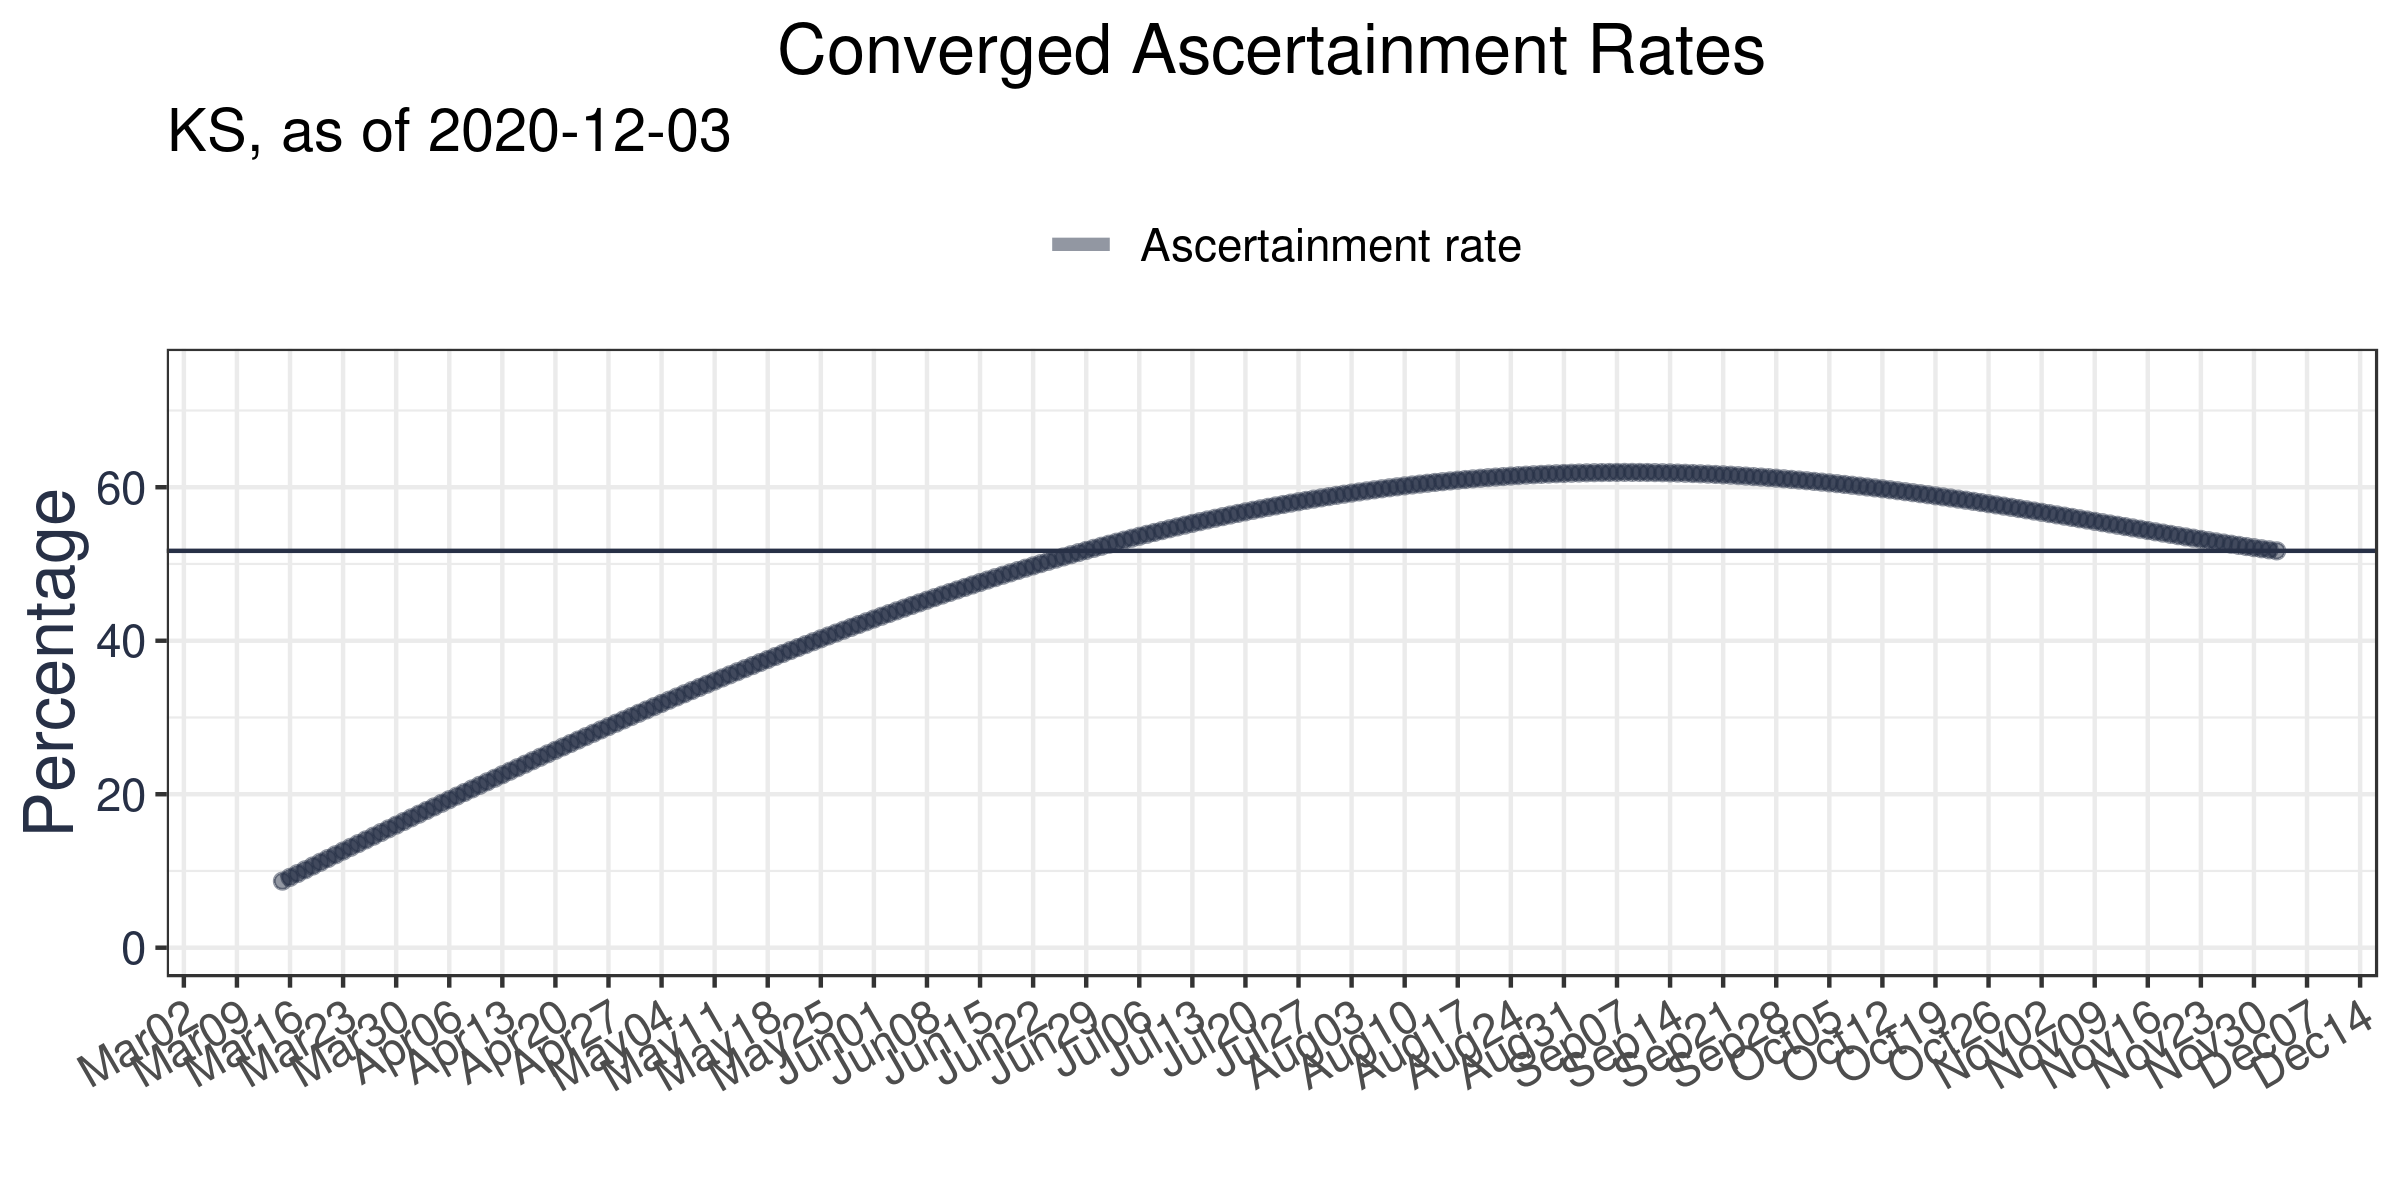 Converged Ascertainment Rates
KS, as of 2020-12-03
Ascertainment rate
Percentage
60
40
20
0
Mar02
Mar09
Mar16
Mar23
Mar30
Apr06
Apr13
Apr20
Apr27
May04
May11
May18
May25
Jun01
Jun08
Jun15
Jun22
Jun29
Jul06
Jul13
Jul20
Jul27
Aug03
Aug10
Aug17
Aug24
Aug31
Sep07
Sep14
Sep21
Sep28
Oct05
Oct12
Oct19
Oct26
Nov02
Nov09
Nov16
Nov23
Nov30
Dec07
Dec14